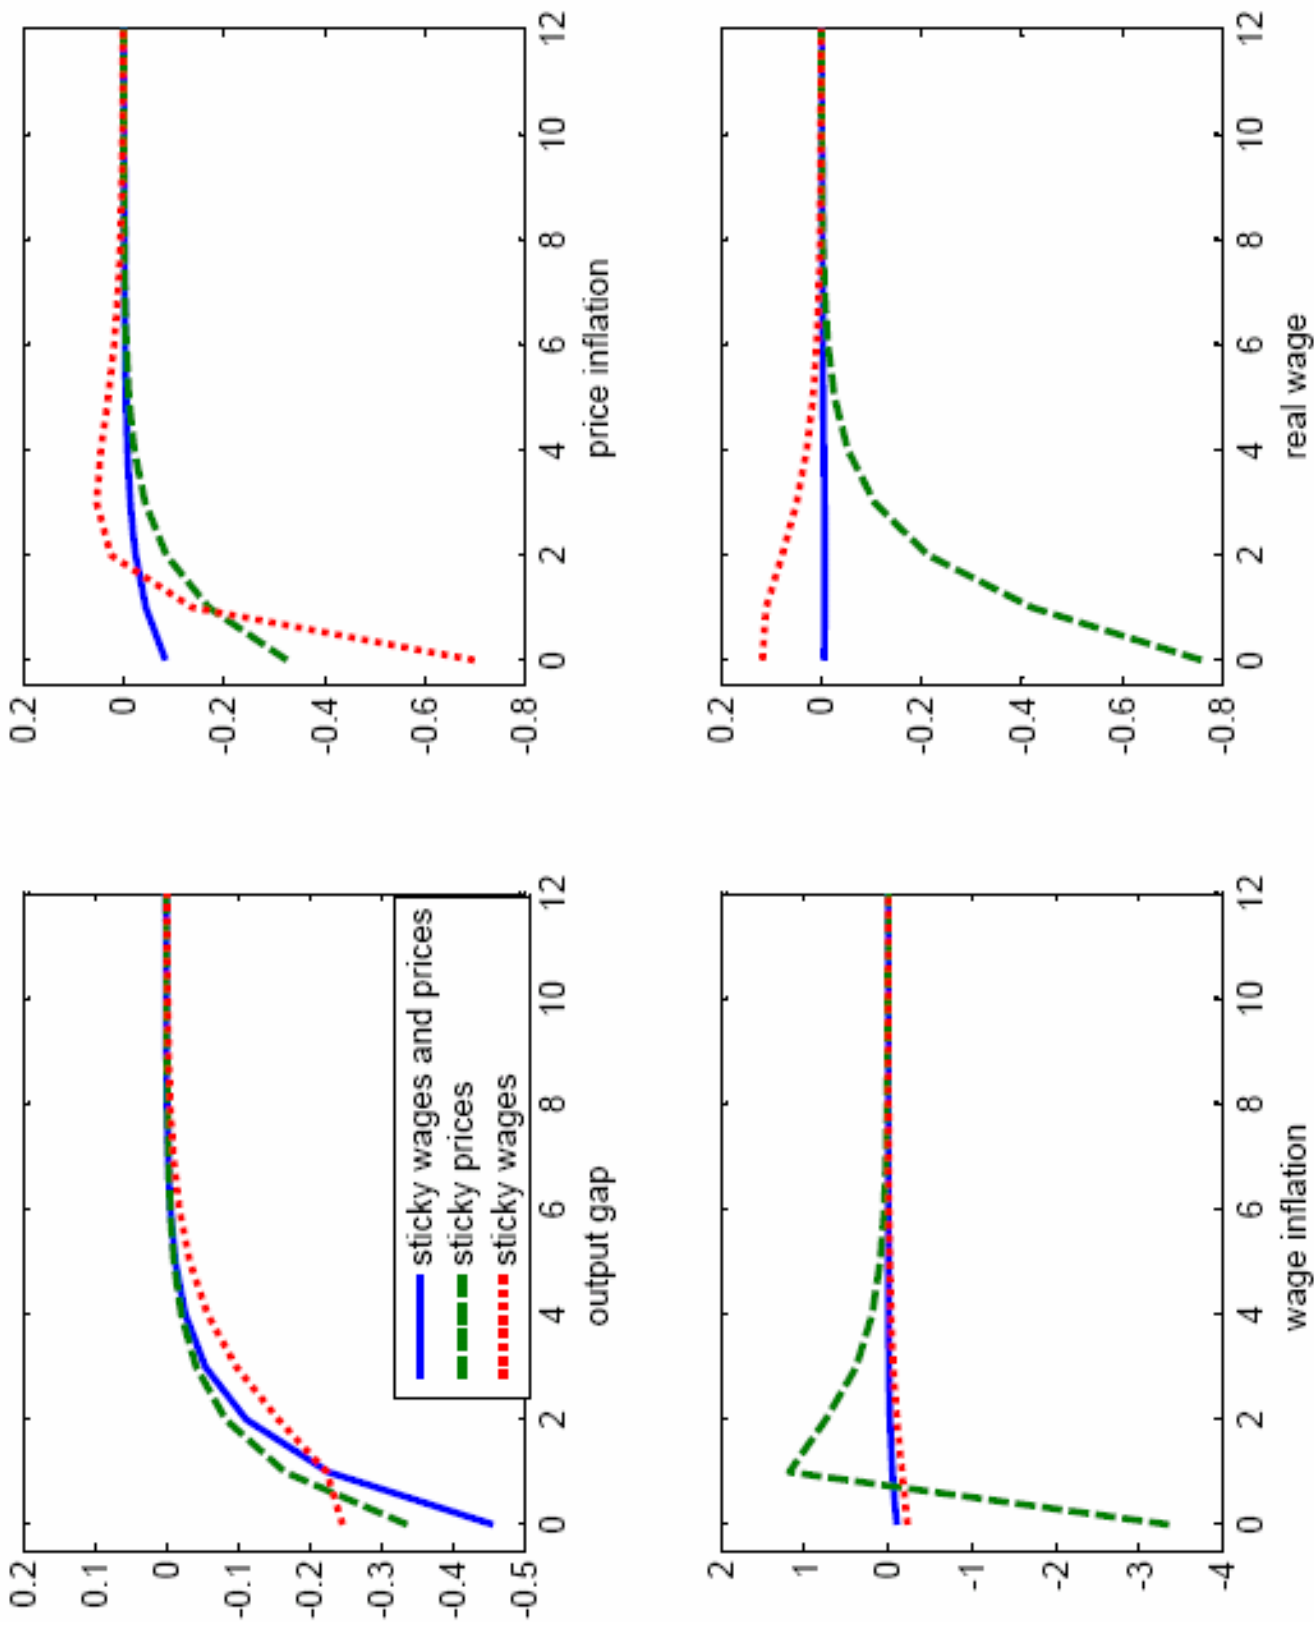 0.2
0.1
0
-0.1
-0.2
-0.3
-0.4
-0.5
sticky wages and prices
sticky prices
sticky wages
0 2 4 6 8 10 12
output gap
0.2
0
-0.2
-0.4
-0.6
-0.8
0 2 4 6 8 10 12
price inflation
2
1
0
-1
-2
-3
-4
0 2 4 6 8 10 12
wage inflation
0.2
0
-0.2
-0.4
-0.6
-0.8
0 2 4 6 8 10 12
real wage